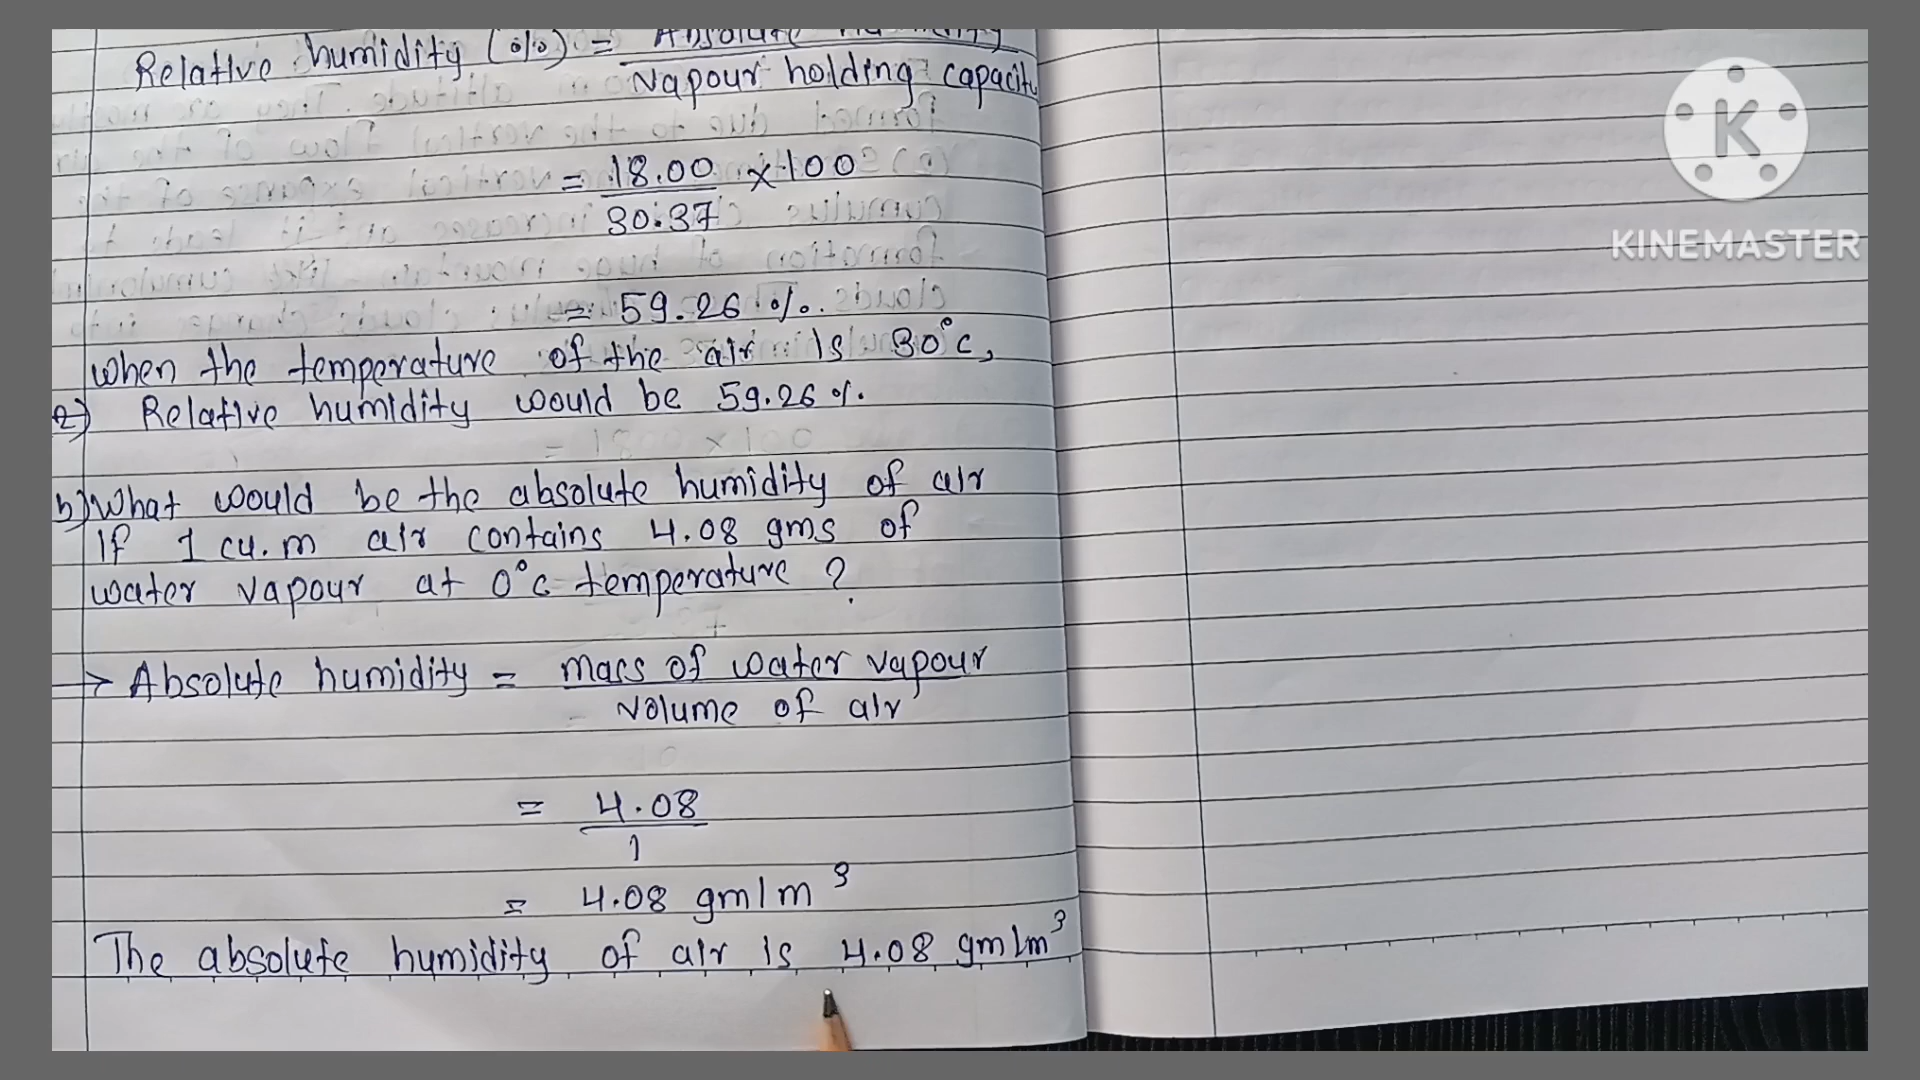 Relative humidity (%) = Absolute humidity
Vapour holding capacity
= 18.00 × 100
30.37
= 59.26 %.
when the temperature of the air is 30°c,
a) Relative humidity would be 59.26 %.
b) What would be the absolute humidity of air
If 1 cu.m air contains 4.08 gms of
water vapour at 0°c temperature ?
→ Absolute humidity = mass of water vapour
volume of air
= 4.08
1
= 4.08 gm/m³
The absolute humidity of air is 4.08 gm/m³
K
KINEMASTER